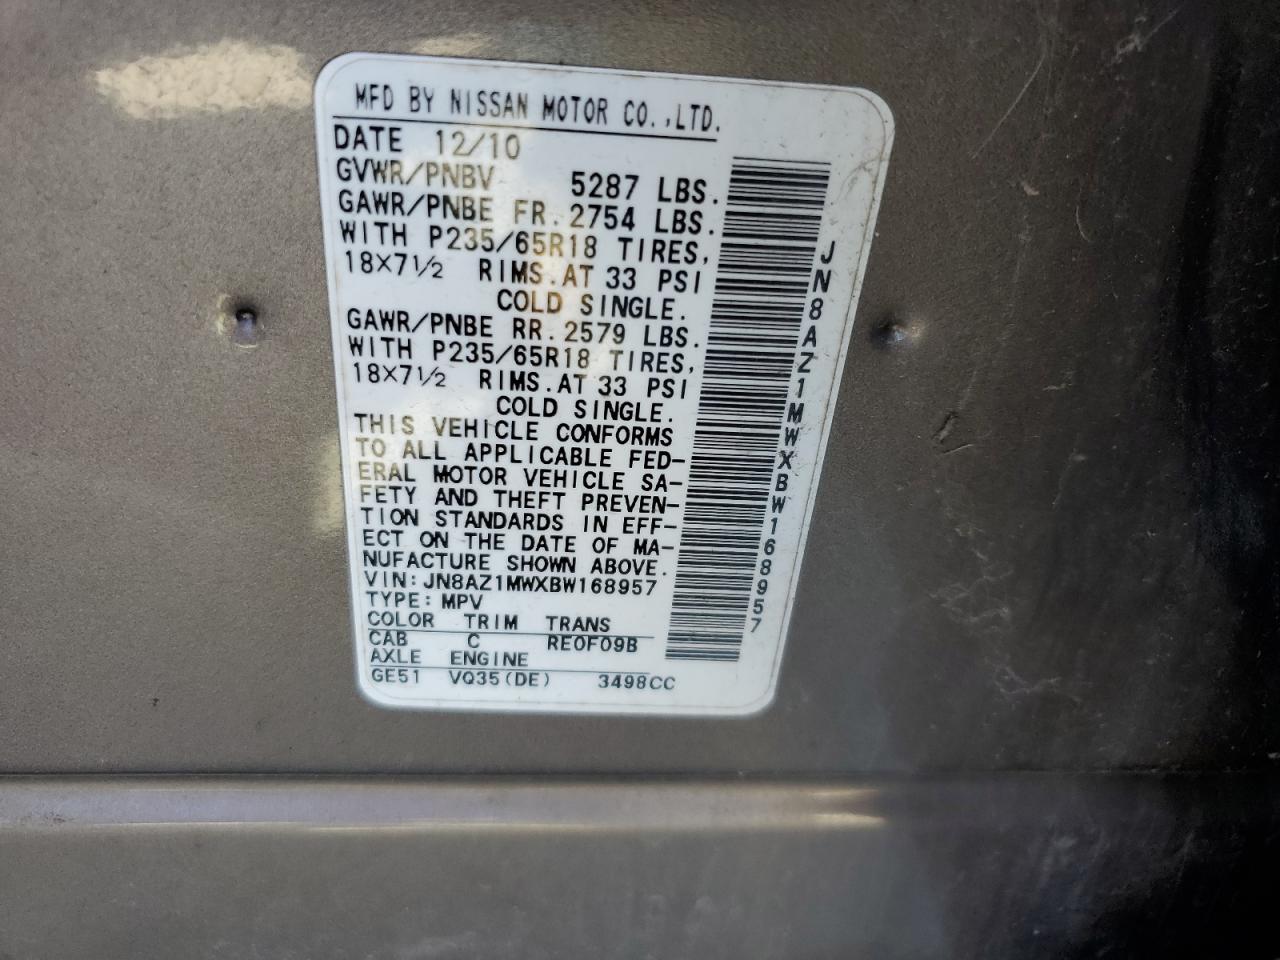 MFD BY NISSAN MOTOR CO.,LTD.
DATE 12/10
GVWR/PNBV 5287 LBS.
GAWR/PNBE FR. 2754 LBS.
WITH P235/65R18 TIRES,
18X7½ RIMS.AT 33 PSI
COLD SINGLE.
GAWR/PNBE RR. 2579 LBS.
WITH P235/65R18 TIRES,
18X7½ RIMS.AT 33 PSI
COLD SINGLE.
THIS VEHICLE CONFORMS
TO ALL APPLICABLE FED-
ERAL MOTOR VEHICLE SA-
FETY AND THEFT PREVEN-
TION STANDARDS IN EFF-
ECT ON THE DATE OF MA-
NUFACTURE SHOWN ABOVE.
VIN:JN8AZ1MWXBW168957
TYPE:MPV
COLOR TRIM TRANS
CAB C RE0F09B
AXLE ENGINE
GE51 VQ35(DE) 3498CC
JN8AZ1MWXBW168957